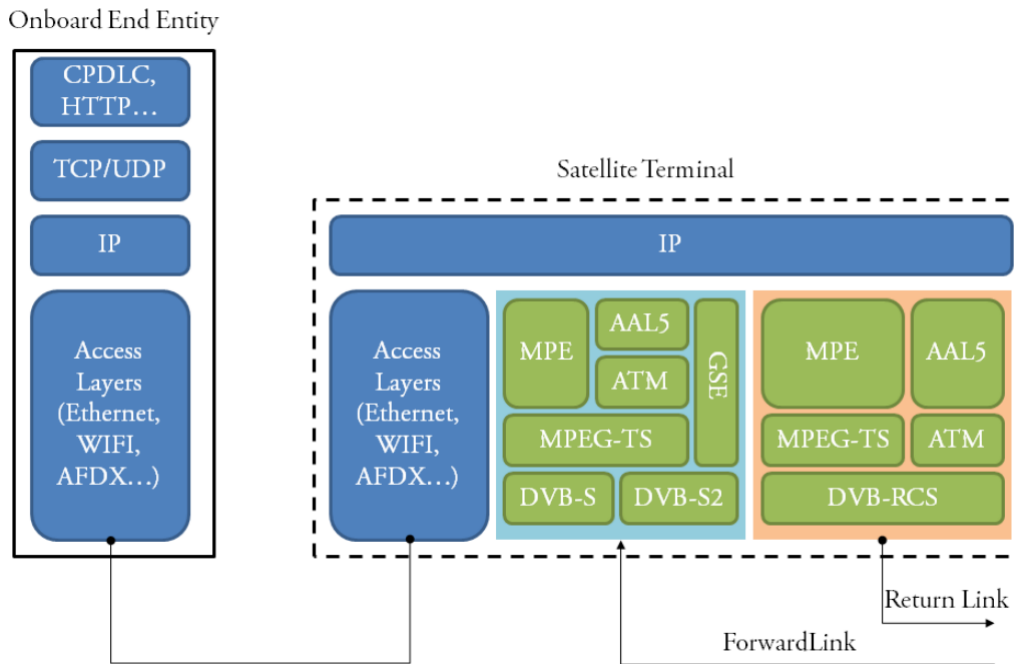 Onboard End Entity
CPDLC,
HTTP...
TCP/UDP
IP
Access
Layers
(Ethernet,
WIFI,
AFDX...)
Satellite Terminal
IP
Access
Layers
(Ethernet,
WIFI,
AFDX...)
MPE
AAL5
ATM
GSE
MPEG-TS
DVB-S
DVB-S2
MPE
AAL5
MPEG-TS
ATM
DVB-RCS
Return Link
ForwardLink